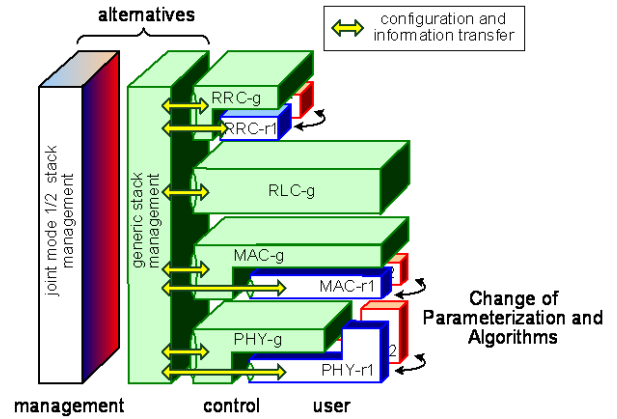 alternatives
configuration and
information transfer
joint mode 1/2 stack
management
generic stack
management
RRC-g
RRC-r1
RLC-g
MAC-g
2
MAC-r1
PHY-g
2
PHY-r1
Change of
Parameterization and
Algorithms
management
control
user